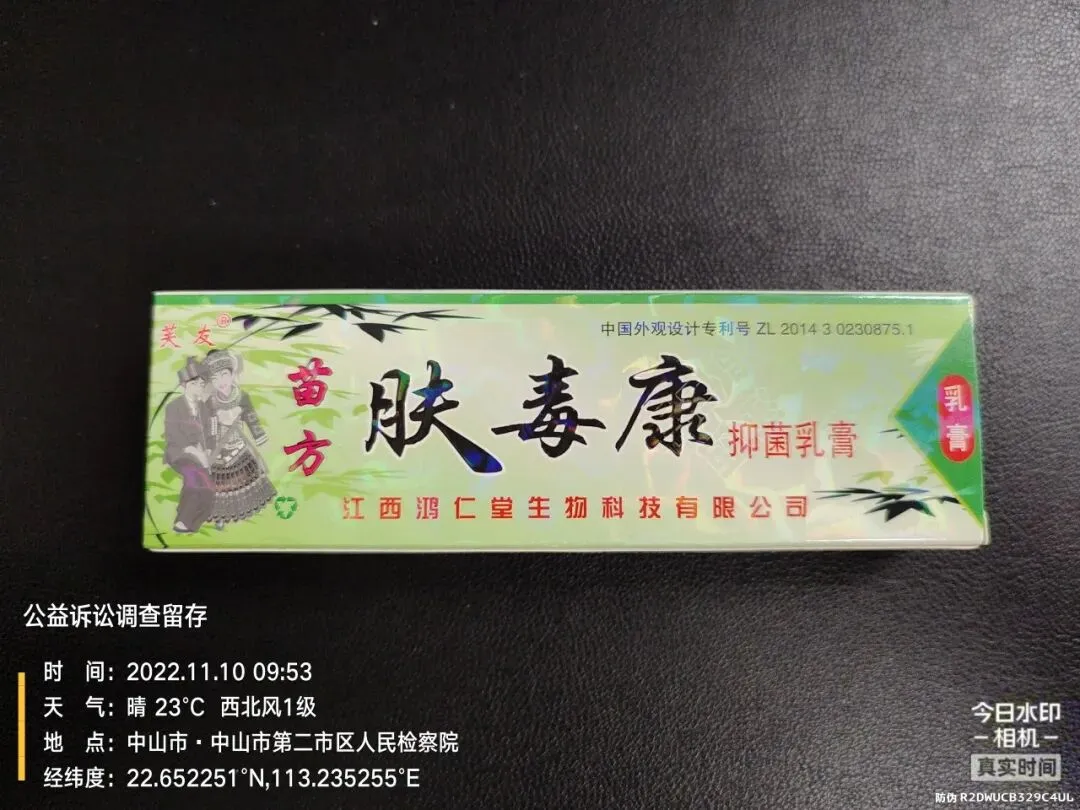 芙友®
中国外观设计专利号 ZL 2014 3 0230875.1
苗方
肤毒康
抑菌乳膏
乳膏
江西鸿仁堂生物科技有限公司
公益诉讼调查留存
时 间：2022.11.10 09:53
天 气：晴 23℃ 西北风1级
地 点：中山市·中山市第二市区人民检察院
经纬度：22.652251°N,113.235255°E
今日水印
相机
真实时间
防伪 R2DWUCB329C4UL